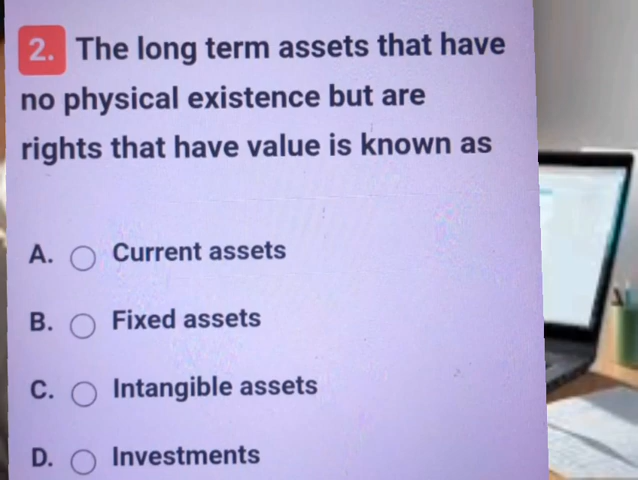 2. The long term assets that have
no physical existence but are
rights that have value is known as
A. Current assets
B. Fixed assets
C. Intangible assets
D. Investments